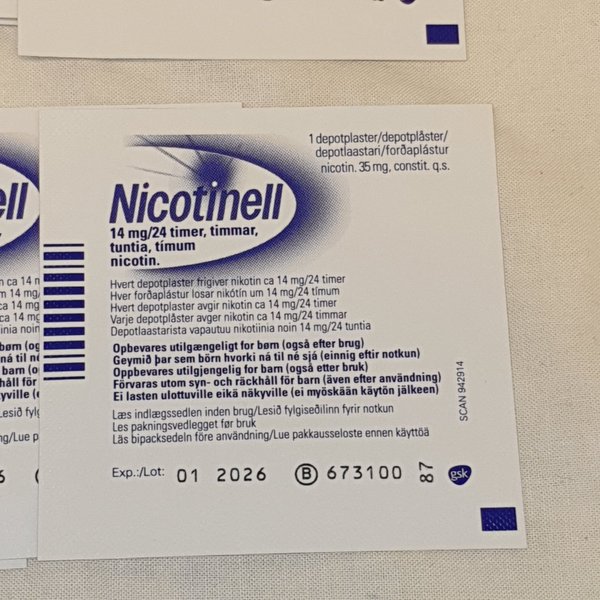 1 depotplaster/depotplåster/
depotlaastari/forðaplástur
nicotin. 35 mg, constit. q.s.
Nicotinell
14 mg/24 timer, timmar,
tuntia, tímum
nicotin.
Hvert depotplaster frigiver nikotin ca 14 mg/24 timer
Hver forðaplástur losar nikótín um 14 mg/24 tímum
Hvert depotplaster avgir nikotin ca 14 mg/24 timer
Varje depotplåster avger nikotin ca 14 mg/24 timmar
Depotlaastarista vapautuu nikotiinia noin 14 mg/24 tuntia
Opbevares utilgængeligt for børn (også efter brug)
Geymið þar sem börn hvorki ná til né sjá (einnig eftir notkun)
Oppbevares utilgjengelig for barn (også etter bruk)
Förvaras utom syn- och räckhåll för barn (även efter användning)
Ei lasten ulottuville eikä näkyville (ei myöskään käytön jälkeen)
Læs indlægssedlen inden brug/Lesið fylgiseðilinn fyrir notkun
Les pakningsvedlegget før bruk
Läs bipacksedeln före användning/Lue pakkausseloste ennen käyttöä
SCAN 942914
Exp.:/Lot: 01 2026 B 673100 87 gsk